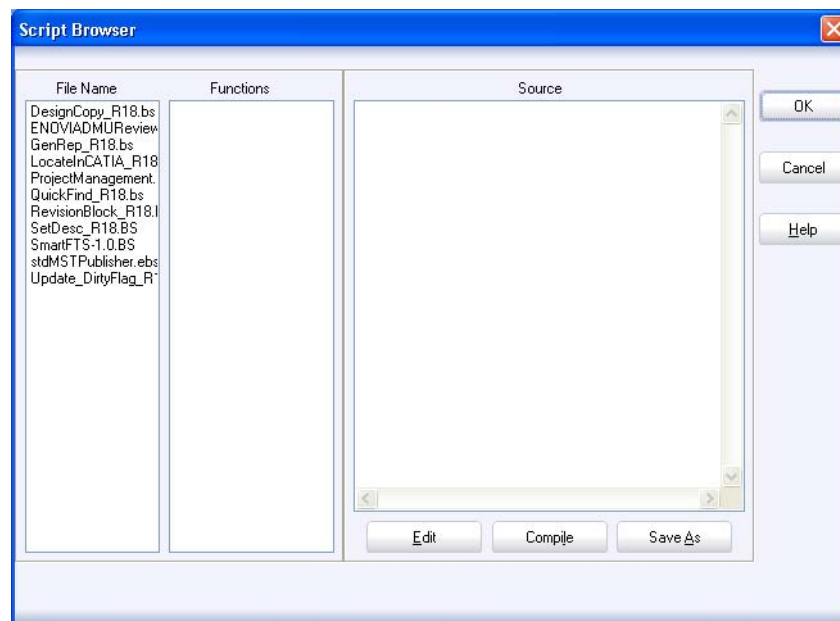 Script Browser
File Name
Functions
Source
DesignCopy_R18.bs
ENOVIADMUReview
GenRep_R18.bs
LocateInCATIA_R18
ProjectManagement.
QuickFind_R18.bs
RevisionBlock_R18.
SetDesc_R18.BS
SmartFTS-1.0.BS
stdMSTPublisher.ebs
Update_DirtyFlag_R
OK
Cancel
Help
Edit
Compile
Save As